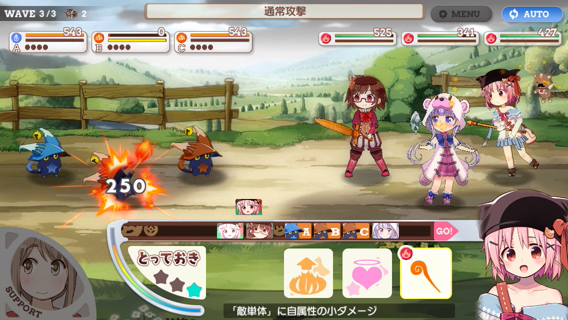 WAVE 3/3 2
通常攻撃
MENU
AUTO
543 0 543
A B C
525 341 427
250
A B C GO!
とっておき
SUPPORT
「敵単体」に自属性の小ダメージ